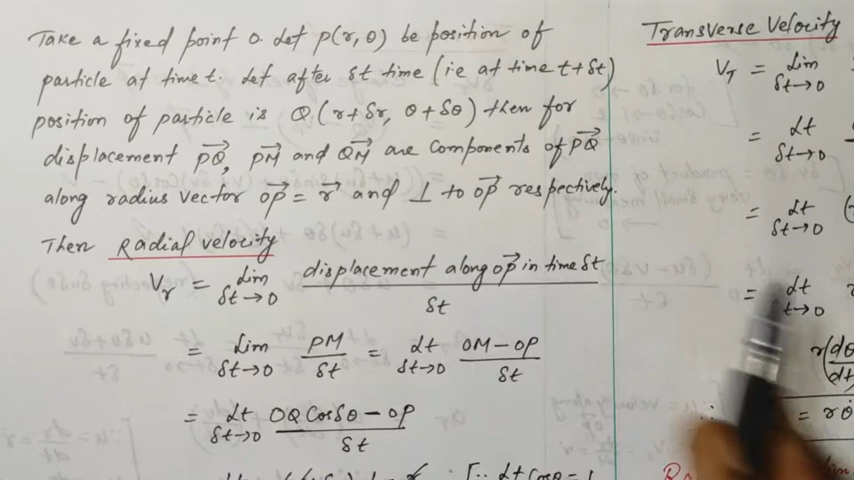 Take a fixed point O. Let P(r, θ) be position of
particle at time t. Let after δt time (i.e at time t+δt)
position of particle is Q(r+δr, θ+δθ) then for
displacement PQ→, PM→ and QM→ are components of PQ→
along radius vector OP→ = r→ and ⊥ to OP→ respectively.
Then Radial velocity
Vr = lim δt→0 displacement along OP→ in time δt / δt
= lim δt→0 PM/δt = Lt δt→0 (OM - OP)/δt
= Lt δt→0 (OQ Cosδθ - OP)/δt
Transverse Velocity
VT = Lim δt→0
= Lt δt→0
= Lt δt→0
= Lt δt→0
r(dθ/dt)
= rθ̇